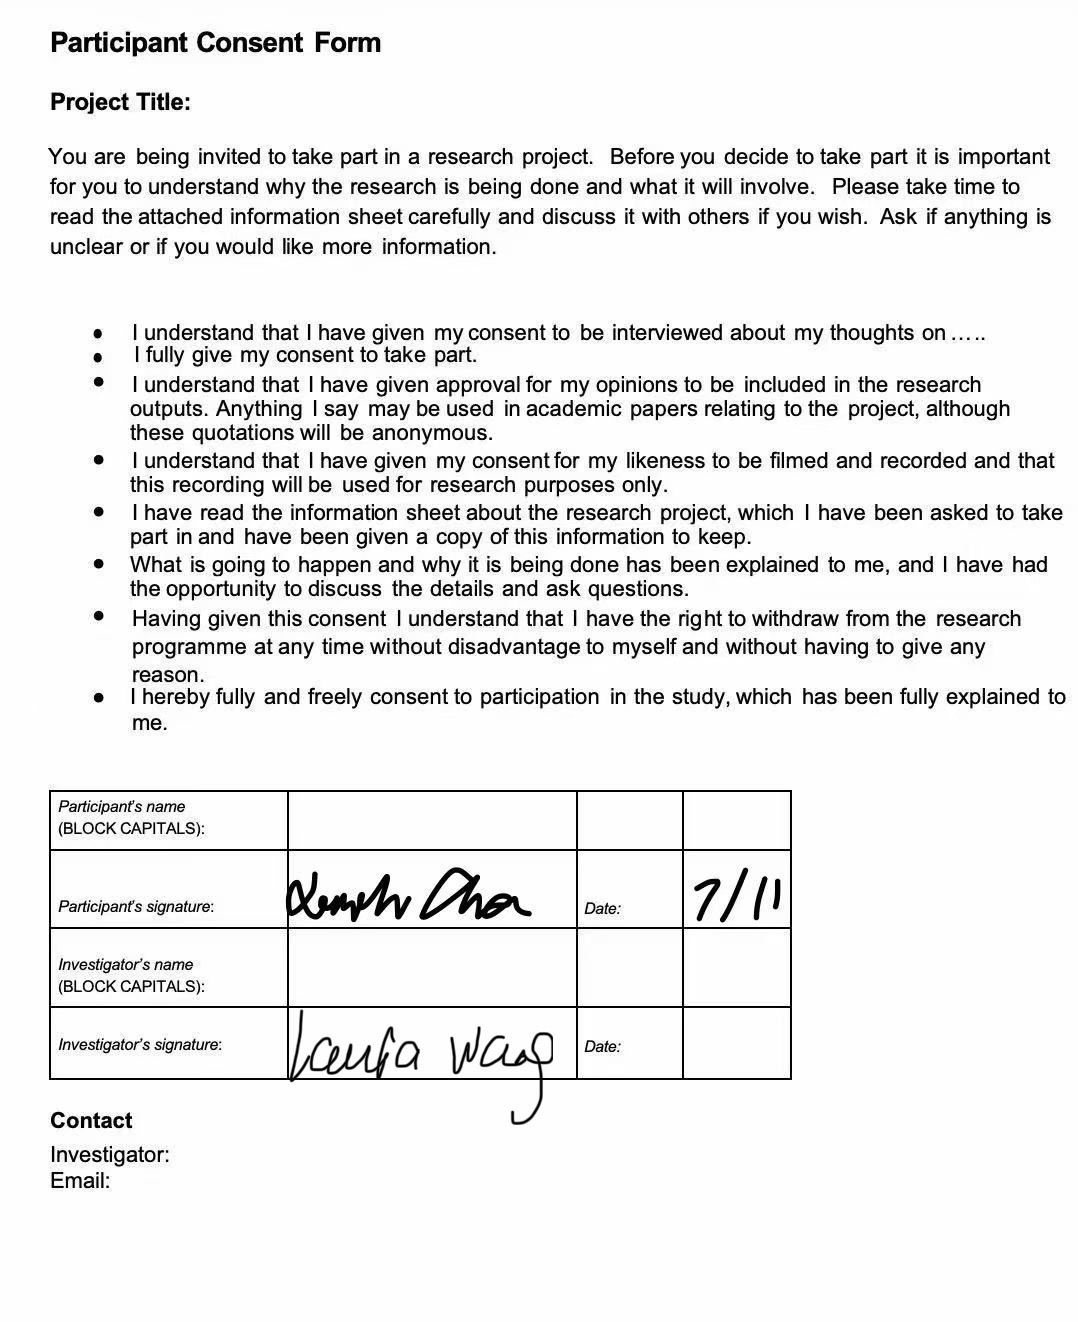 Participant Consent Form
Project Title:
You are being invited to take part in a research project. Before you decide to take part it is important
for you to understand why the research is being done and what it will involve. Please take time to
read the attached information sheet carefully and discuss it with others if you wish. Ask if anything is
unclear or if you would like more information.
• I understand that I have given my consent to be interviewed about my thoughts on .....
• I fully give my consent to take part.
• I understand that I have given approval for my opinions to be included in the research
outputs. Anything I say may be used in academic papers relating to the project, although
these quotations will be anonymous.
• I understand that I have given my consent for my likeness to be filmed and recorded and that
this recording will be used for research purposes only.
• I have read the information sheet about the research project, which I have been asked to take
part in and have been given a copy of this information to keep.
• What is going to happen and why it is being done has been explained to me, and I have had
the opportunity to discuss the details and ask questions.
• Having given this consent I understand that I have the right to withdraw from the research
programme at any time without disadvantage to myself and without having to give any
reason.
• I hereby fully and freely consent to participation in the study, which has been fully explained to
me.
Participant's name
(BLOCK CAPITALS):
Participant's signature: Date: 7/11
Investigator's name
(BLOCK CAPITALS):
Investigator's signature: Wang Date:
Contact
Investigator:
Email: